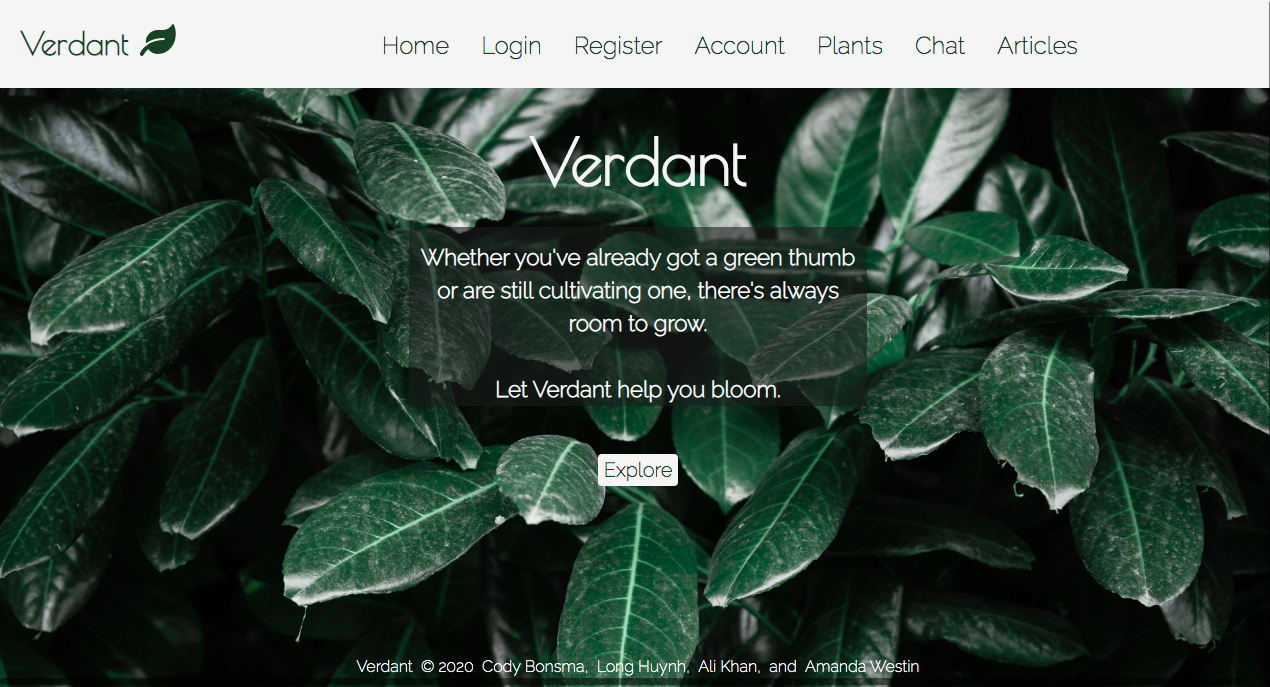 Verdant
Home Login Register Account Plants Chat Articles
Verdant
Whether you've already got a green thumb
or are still cultivating one, there's always
room to grow.
Let Verdant help you bloom.
Explore
Verdant © 2020 Cody Bonsma, Long Huynh, Ali Khan, and Amanda Westin